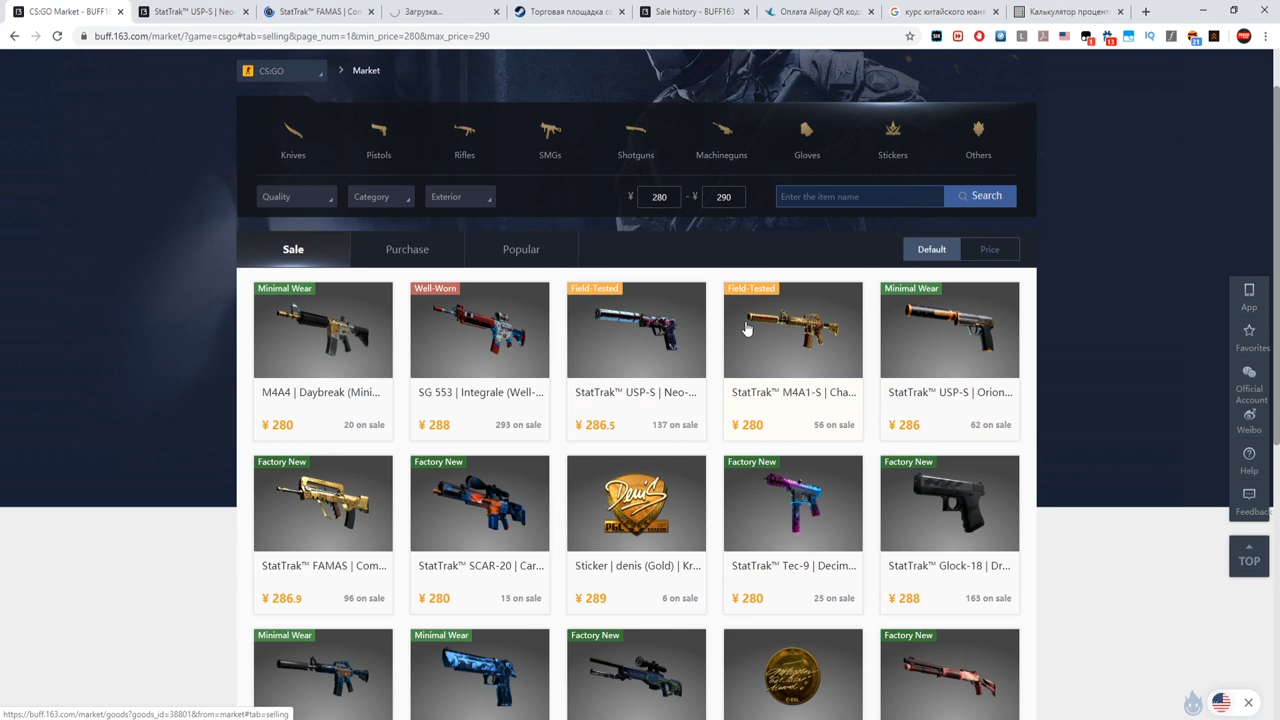 CS:GO Market - BUFF1
StatTrak™ USP-S | Neo-
StatTrak™ FAMAS | Com
Загрузка...
Торговая площадка с
Sale history - BUFF163
Оплата Alipay QR код
курс китайского юан
Калькулятор процент
buff.163.com/market/?game=csgo#tab=selling&page_num=1&min_price=280&max_price=290
CS:GO
Market
Knives
Pistols
Rifles
SMGs
Shotguns
Machineguns
Gloves
Stickers
Others
Quality
Category
Exterior
¥ 280 - ¥ 290
Enter the item name
Search
Sale
Purchase
Popular
Default
Price
Minimal Wear
Well-Worn
Field-Tested
Field-Tested
Minimal Wear
M4A4 | Daybreak (Mini...
SG 553 | Integrale (Well-...
StatTrak™ USP-S | Neo-...
StatTrak™ M4A1-S | Cha...
StatTrak™ USP-S | Orion...
¥ 280 20 on sale
¥ 288 293 on sale
¥ 286.5 137 on sale
¥ 280 56 on sale
¥ 286 62 on sale
Factory New
Factory New
Factory New
Factory New
Denis
PGL
StatTrak™ FAMAS | Com...
StatTrak™ SCAR-20 | Car...
Sticker | denis (Gold) | Kr...
StatTrak™ Tec-9 | Decim...
StatTrak™ Glock-18 | Dr...
¥ 286.9 96 on sale
¥ 280 15 on sale
¥ 289 6 on sale
¥ 280 25 on sale
¥ 288 163 on sale
Minimal Wear
Minimal Wear
Factory New
Factory New
App
Favorites
Official
Account
Weibo
Help
Feedback
TOP
https://buff.163.com/market/goods?goods_id=38801&from=market#tab=selling